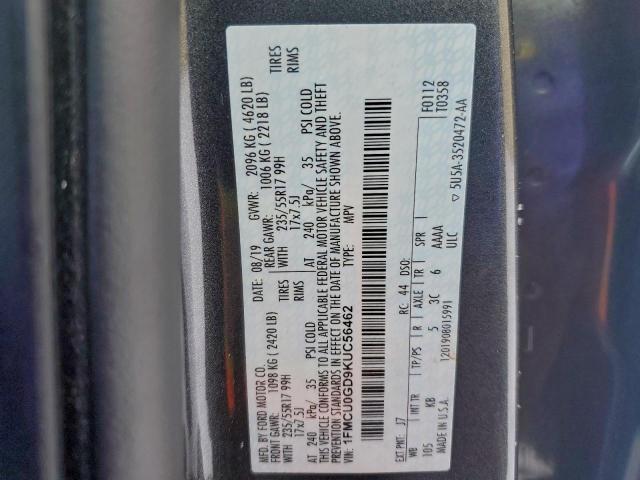 MFD. BY FORD MOTOR CO.
DATE: 08/19 GVWR: 2096 KG ( 4620 LB)
FRONT GAWR: 1098 KG ( 2420 LB) REAR GAWR: 1006 KG ( 2218 LB)
WITH 235/55R17 99H TIRES WITH 235/55R17 99H TIRES
17x7.5J RIMS 17x7.5J RIMS
AT 240 kPa/ 35 PSI COLD AT 240 kPa/ 35 PSI COLD
THIS VEHICLE CONFORMS TO ALL APPLICABLE FEDERAL MOTOR VEHICLE SAFETY AND THEFT
PREVENTION STANDARDS IN EFFECT ON THE DATE OF MANUFACTURE SHOWN ABOVE.
VIN: 1FMCU0GD9KUC56462 TYPE: MPV
F0112
T0358
EXT PNT: J7 RC: 44 DSO:
WB INT TR TP/PS R AXLE TR SPR
105 KB 5 3C 6 AAAA
ULC
MADE IN U.S.A. 1201908015991 ▽ 5U5A-3520472-AA